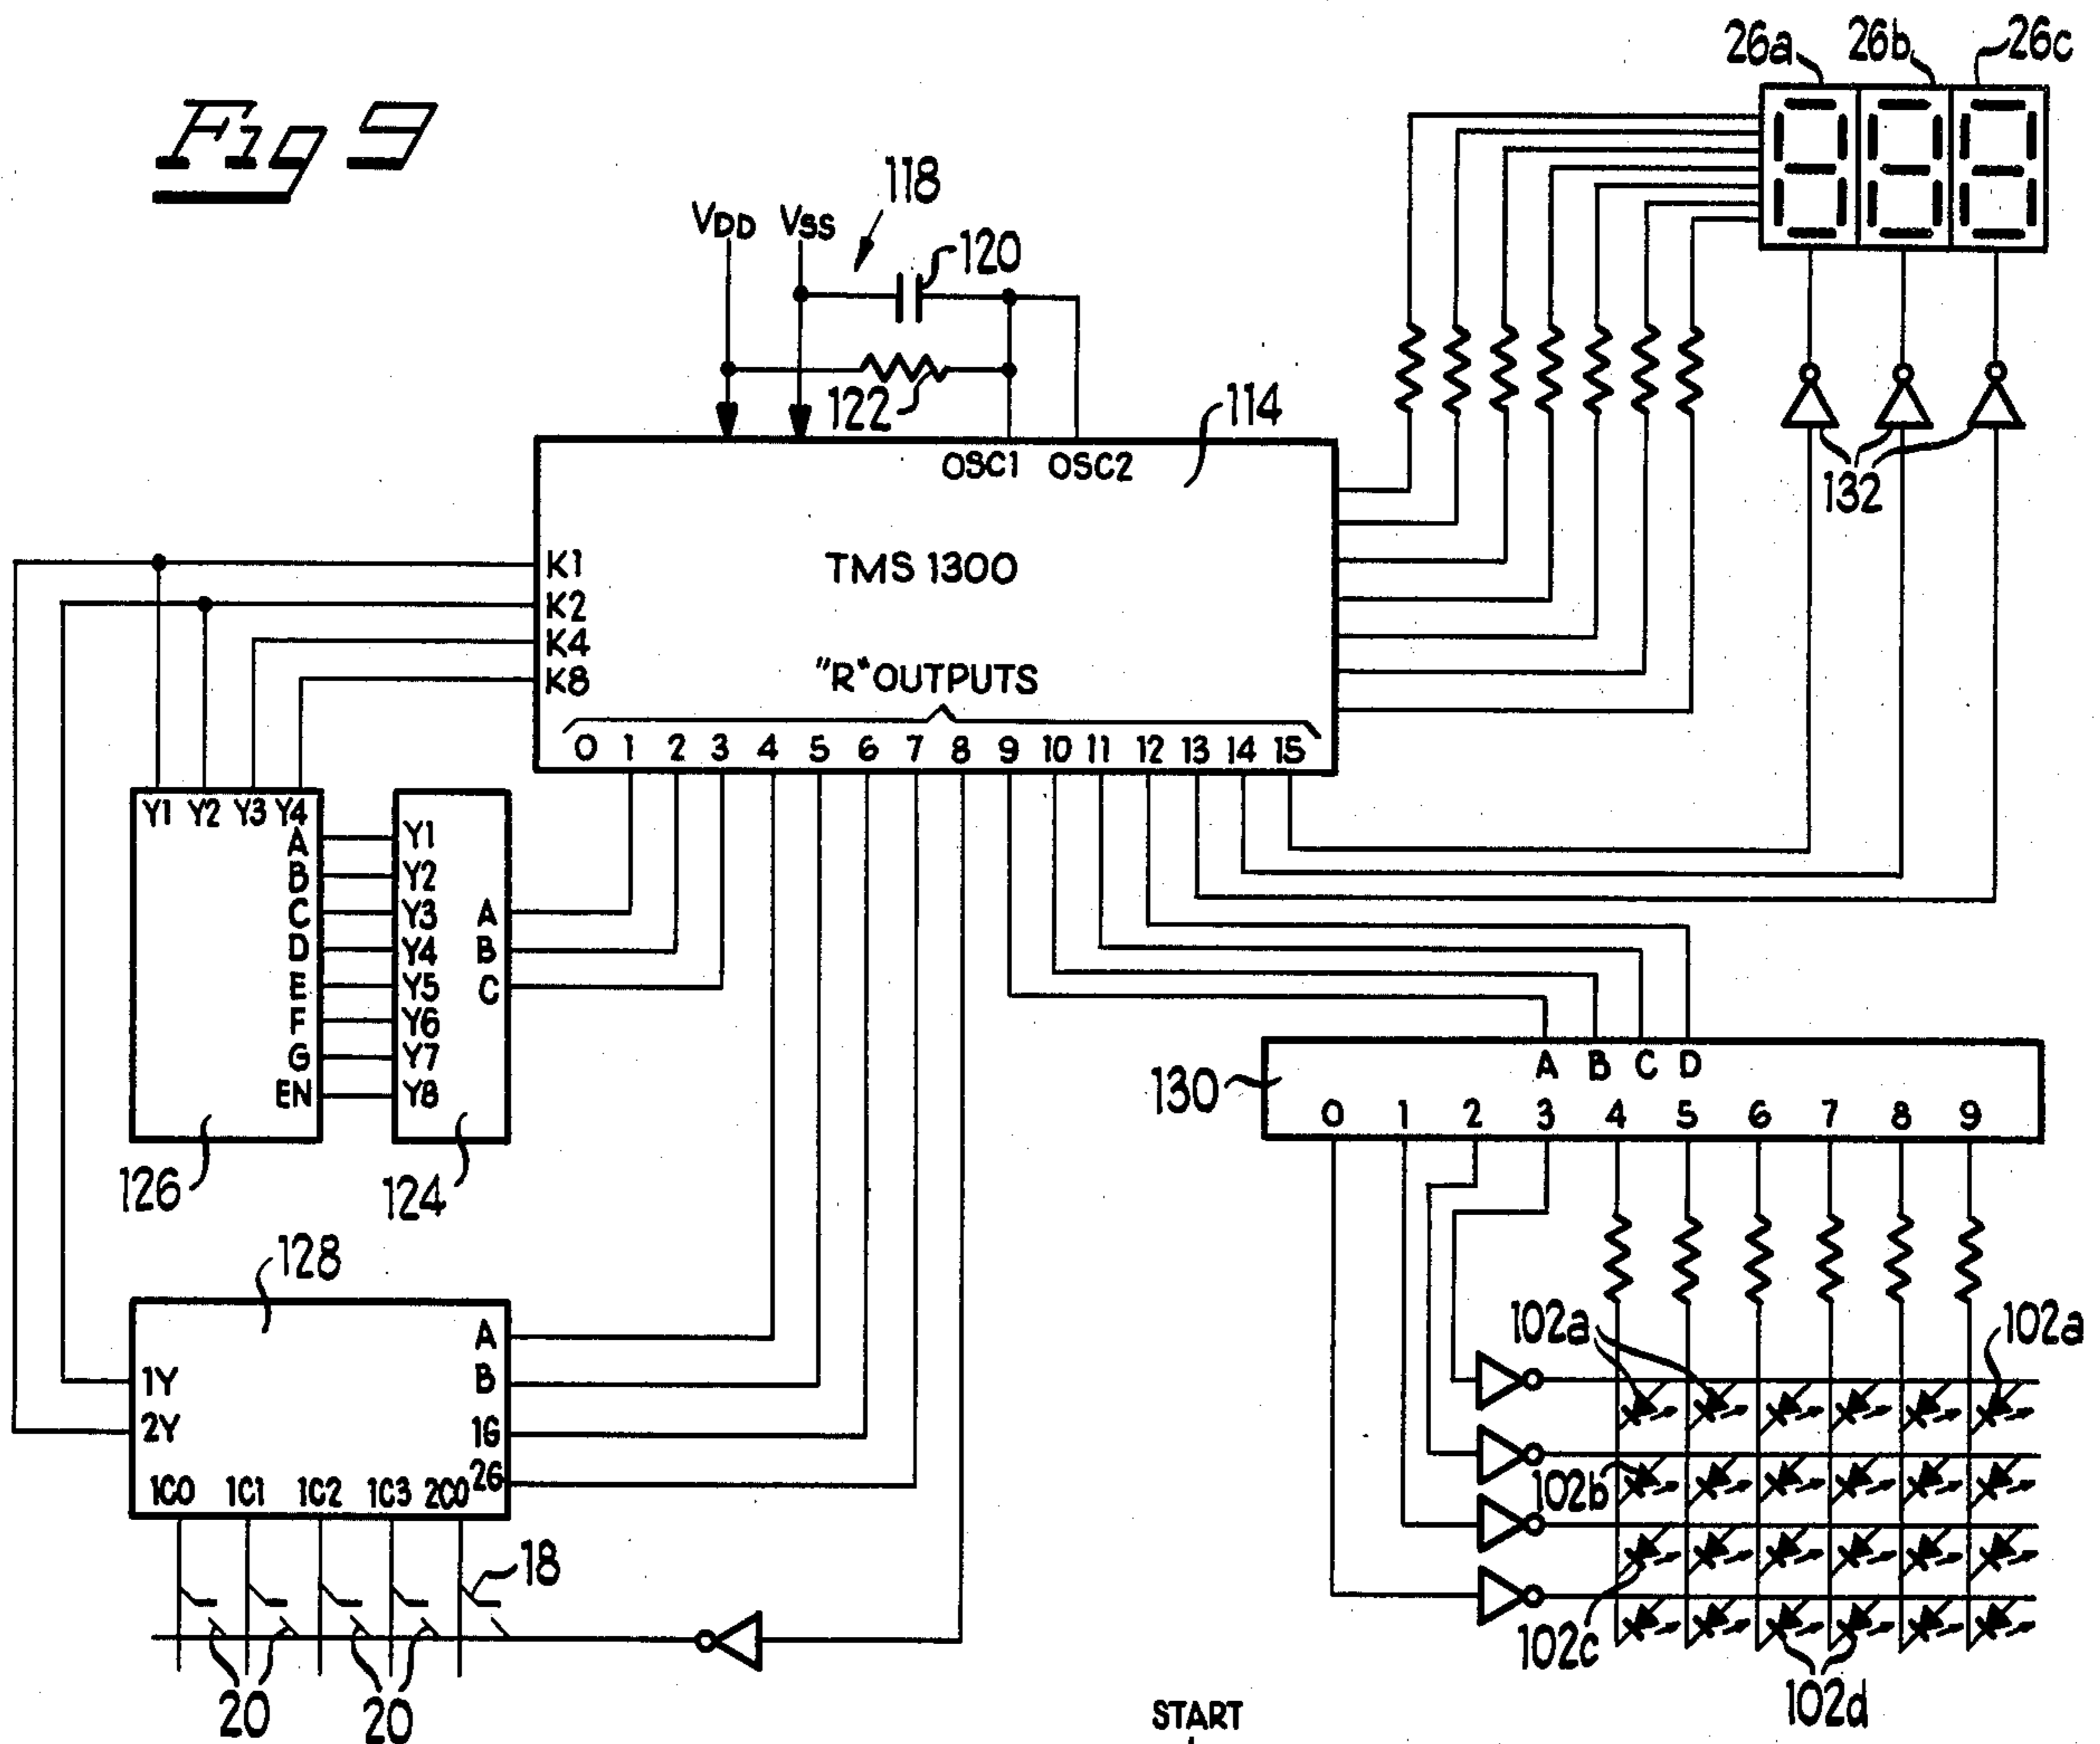 Fig 9
26a 26b 26c
118
VDD VSS
120
122
114
OSC1 OSC2
132
K1
K2
K4
K8
TMS 1300
"R" OUTPUTS
0 1 2 3 4 5 6 7 8 9 10 11 12 13 14 15
Y1 Y2 Y3 Y4
A Y1
B Y2
C Y3 A
D Y4 B
E Y5 C
F Y6
G Y7
EN Y8
126
124
130
A B C D
0 1 2 3 4 5 6 7 8 9
128
A
B
1G
2G
1Y
2Y
1C0 1C1 1C2 1C3 2C0
18
20 20
102a 102a
102b
102c
102d
START